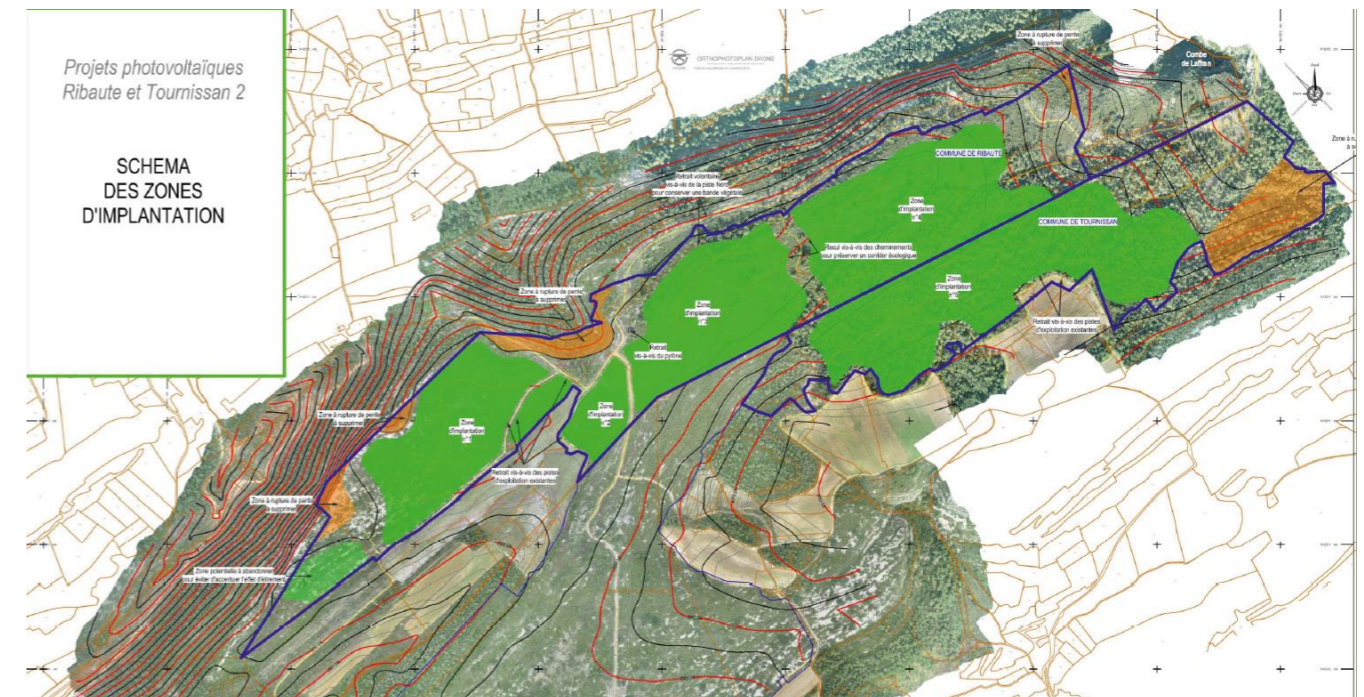 Projets photovoltaïques
Ribaute et Tournissan 2
SCHEMA
DES ZONES
D'IMPLANTATION
ORTHOPHOTOPLAN DRONE
Zone à rupture de pente
à supprimer
Combe
de Laffran
COMMUNE DE RIBAUTE
Retrait volontaire
vis-à-vis de la piste Nord
pour conserver une bande végétale
Zone
d'implantation
n°4
COMMUNE DE TOURNISSAN
Recul vis-à-vis des cheminements
pour préserver un corridor écologique
Zone
d'implantation
n°5
Zone à rupture de pente
à supprimer
Zone
d'implantation
n°3
Retrait vis-à-vis des pistes
d'exploitation existantes
Retrait
vis-à-vis du pylône
Zone à rupture de pente
à supprimer
Zone
d'implantation
n°1
Zone
d'implantation
n°2
Retrait vis-à-vis des pistes
d'exploitation existantes
Zone à rupture de pente
à supprimer
Zone potentielle à abandonner
pour éviter d'accentuer l'effet d'étirement